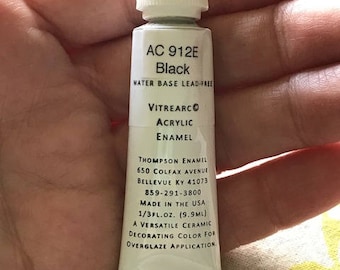 AC 912E
Black
WATER BASE LEAD-FREE
VITREARC©
ACRYLIC
ENAMEL
THOMPSON ENAMEL
650 COLFAX AVENUE
BELLEVUE KY 41073
859-291-3800
MADE IN THE USA
1/3FL.OZ. (9.9ML)
A VERSATILE CERAMIC
DECORATING COLOR FOR
OVERGLAZE APPLICATION.